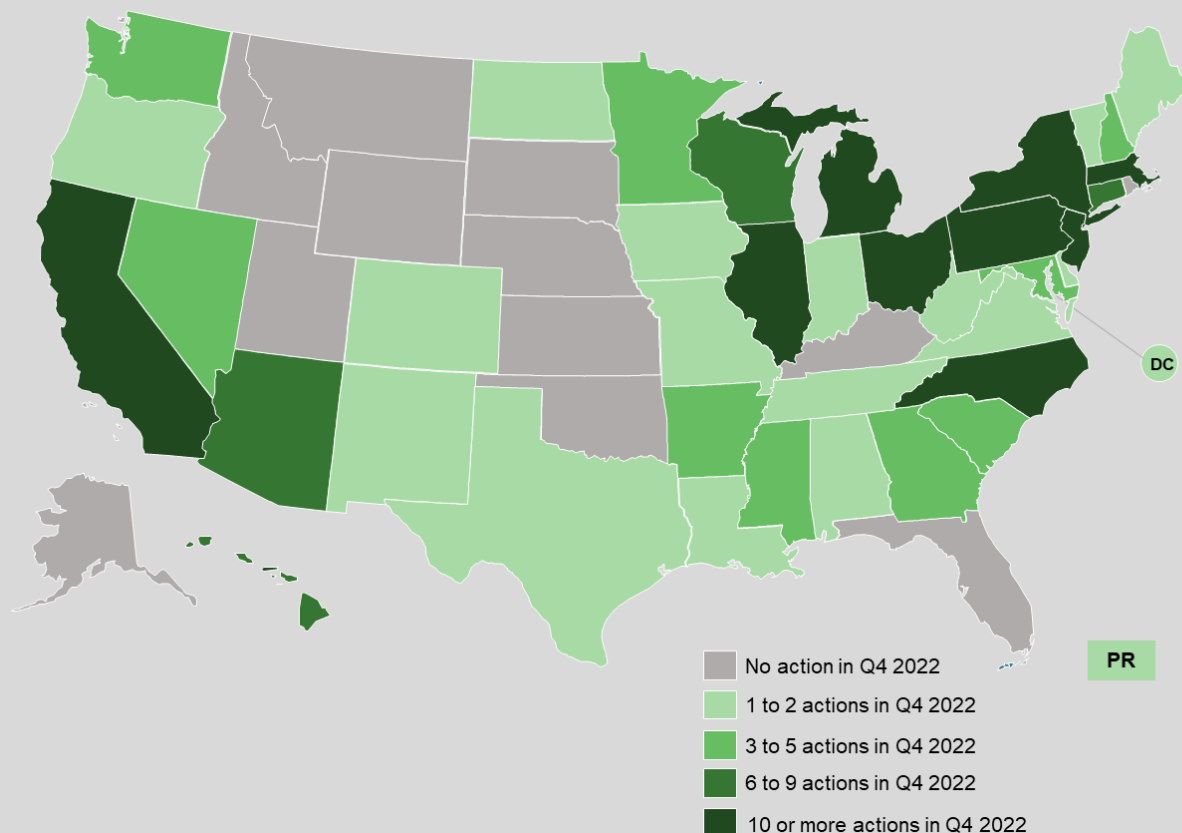 DC
PR
No action in Q4 2022
1 to 2 actions in Q4 2022
3 to 5 actions in Q4 2022
6 to 9 actions in Q4 2022
10 or more actions in Q4 2022